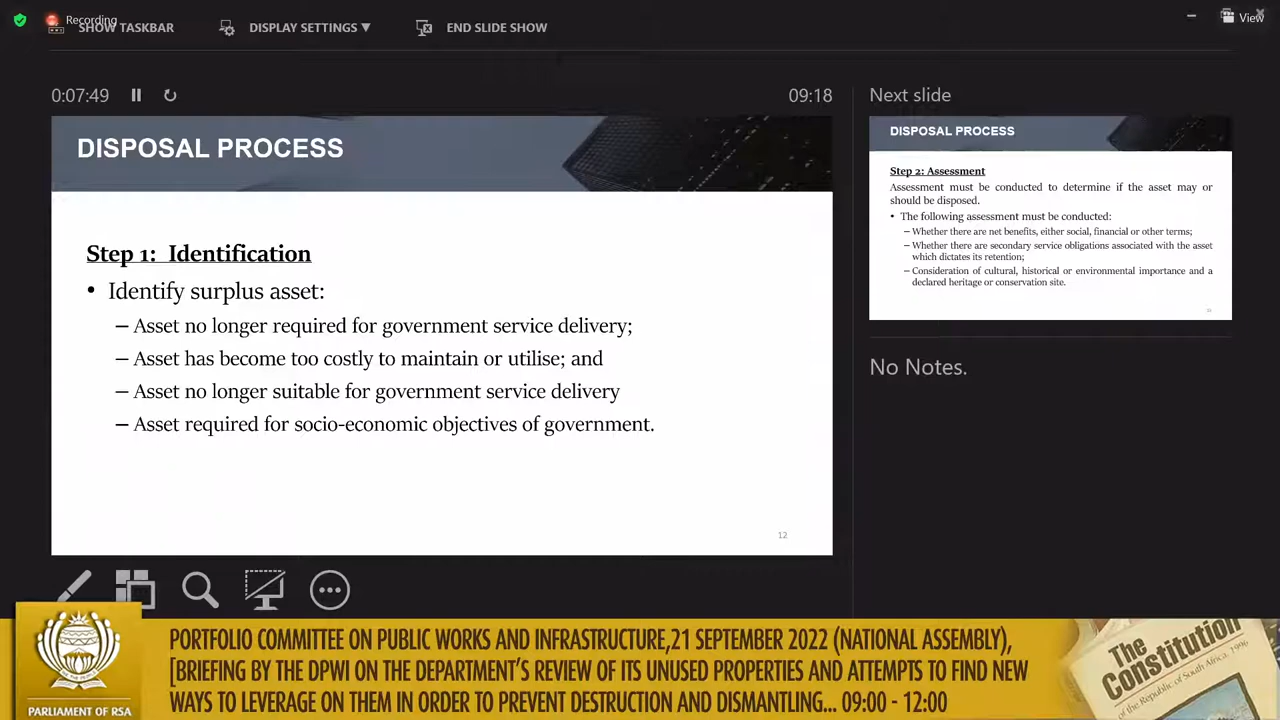 Recording
SHOW TASKBAR
DISPLAY SETTINGS ▼
END SLIDE SHOW
View
0:07:49
09:18
DISPOSAL PROCESS
Step 1: Identification
• Identify surplus asset:
– Asset no longer required for government service delivery;
– Asset has become too costly to maintain or utilise; and
– Asset no longer suitable for government service delivery
– Asset required for socio-economic objectives of government.
12
Next slide
DISPOSAL PROCESS
Step 2: Assessment
Assessment must be conducted to determine if the asset may or
should be disposed.
• The following assessment must be conducted:
– Whether there are net benefits, either social, financial or other terms;
– Whether there are secondary service obligations associated with the asset
which dictates its retention;
– Consideration of cultural, historical or environmental importance and a
declared heritage or conservation site.
No Notes.
PORTFOLIO COMMITTEE ON PUBLIC WORKS AND INFRASTRUCTURE,21 SEPTEMBER 2022 (NATIONAL ASSEMBLY),
[BRIEFING BY THE DPWI ON THE DEPARTMENT'S REVIEW OF ITS UNUSED PROPERTIES AND ATTEMPTS TO FIND NEW
WAYS TO LEVERAGE ON THEM IN ORDER TO PREVENT DESTRUCTION AND DISMANTLING... 09:00 - 12:00
PARLIAMENT OF RSA
The
Constitution
of the Republic of South Africa, 1996